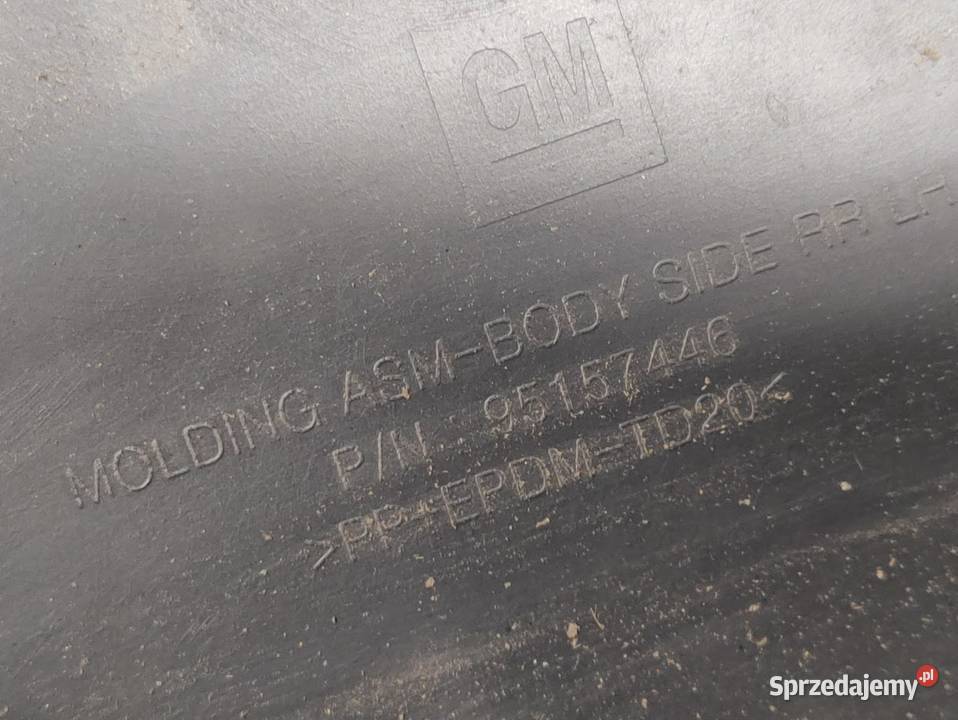 GM
MOLDING ASM-BODY SIDE RR LH
P/N 95157446
>PP+EPDM-TD20<
Sprzedajemy.pl